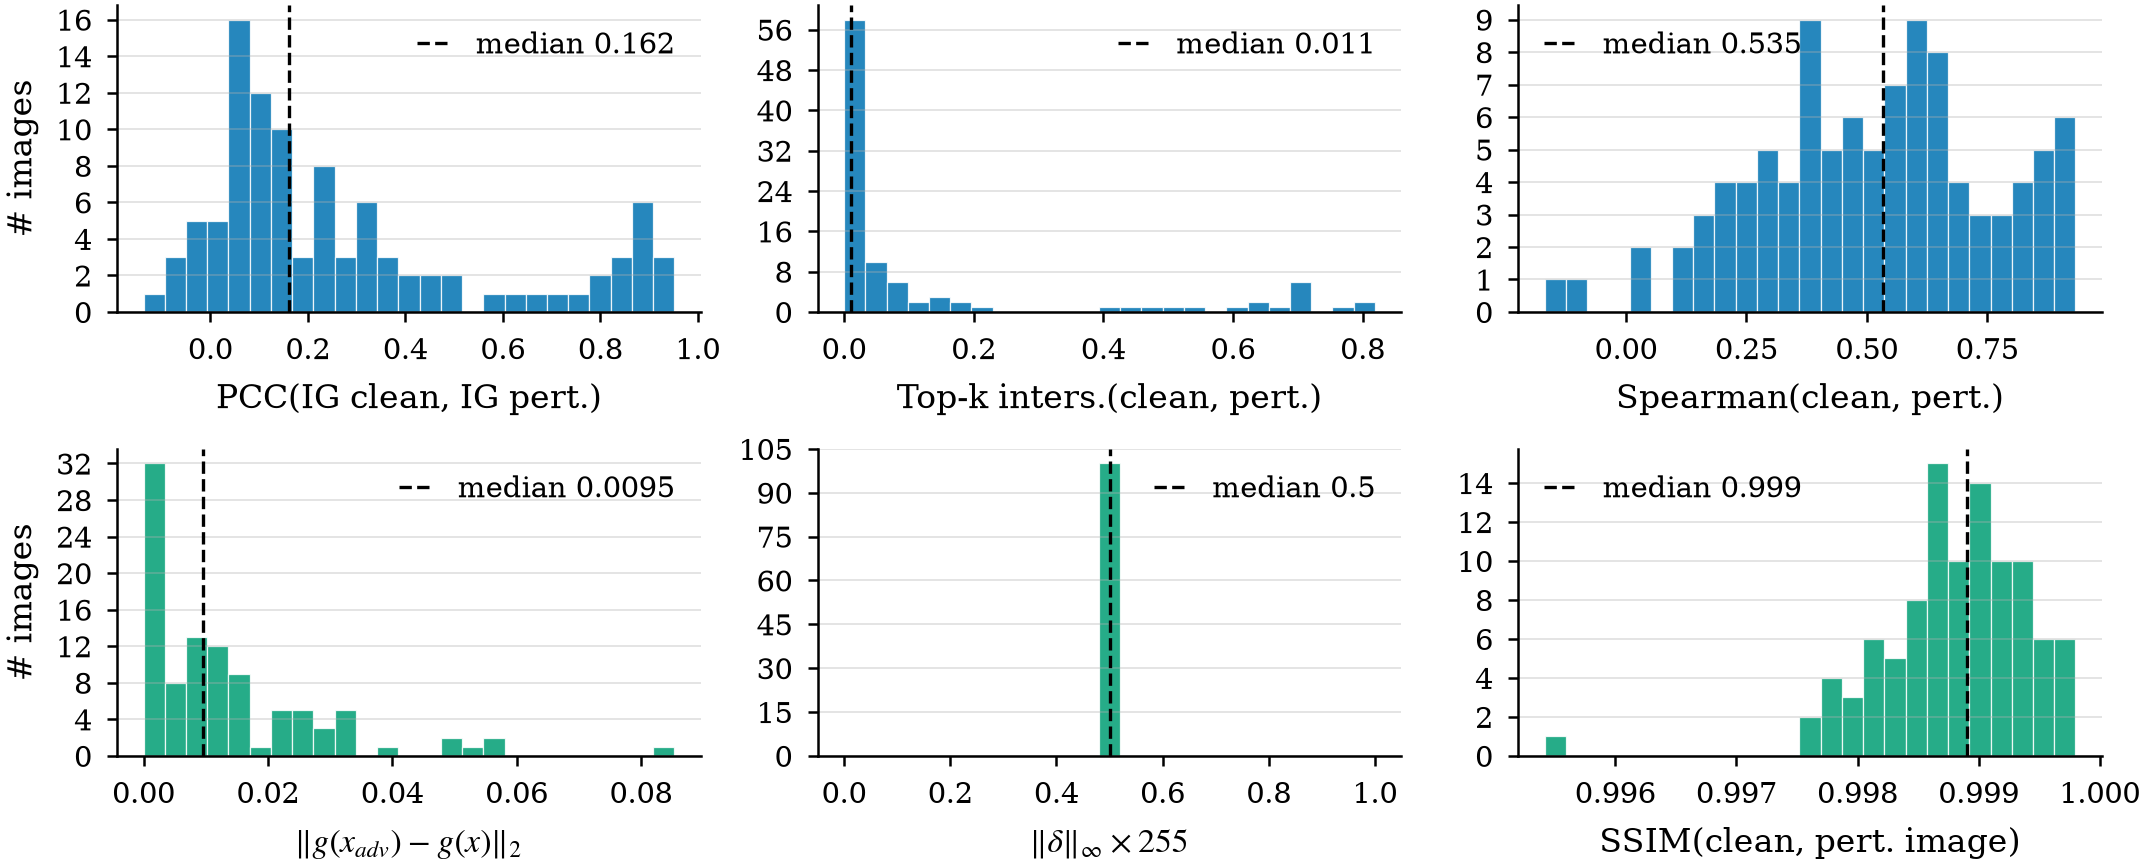 # images
16
14
12
10
8
6
4
2
0
median 0.162
0.0 0.2 0.4 0.6 0.8 1.0
PCC(IG clean, IG pert.)
56
48
40
32
24
16
8
0
median 0.011
0.0 0.2 0.4 0.6 0.8
Top-k inters.(clean, pert.)
9
8
7
6
5
4
3
2
1
0
median 0.535
0.00 0.25 0.50 0.75
Spearman(clean, pert.)
# images
32
28
24
20
16
12
8
4
0
median 0.0095
0.00 0.02 0.04 0.06 0.08
‖g(x_adv) − g(x)‖₂
105
90
75
60
45
30
15
0
median 0.5
0.0 0.2 0.4 0.6 0.8 1.0
‖δ‖∞ × 255
14
12
10
8
6
4
2
0
median 0.999
0.996 0.997 0.998 0.999 1.000
SSIM(clean, pert. image)